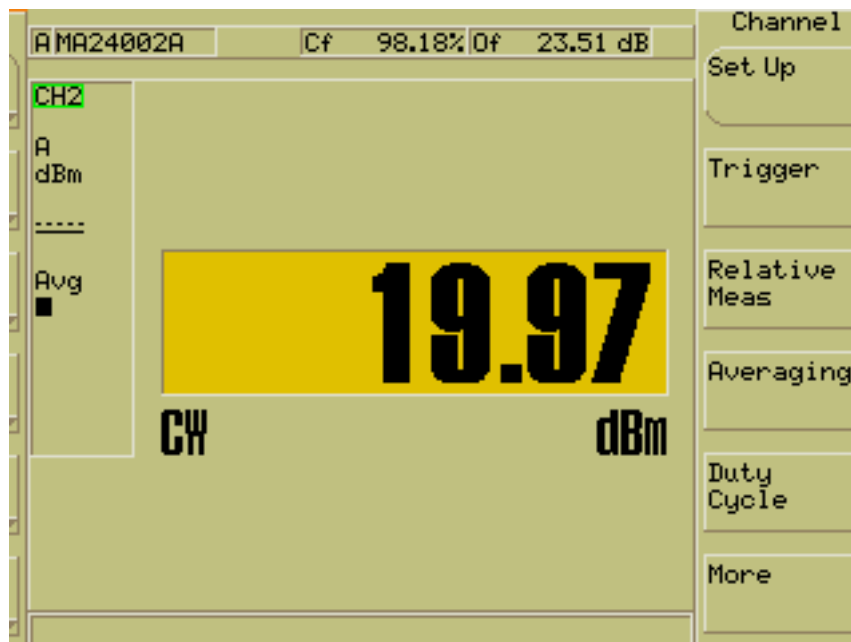 A MA24002A Cf 98.18% Of 23.51 dB
CH2
A
dBm
-----
Avg
19.97
CW
dBm
Channel
Set Up
Trigger
Relative
Meas
Averaging
Duty
Cycle
More